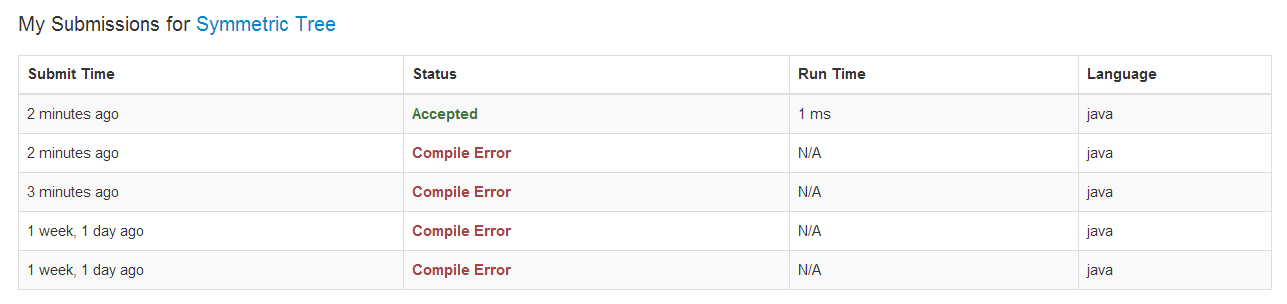 My Submissions for Symmetric Tree
Submit Time Status Run Time Language
2 minutes ago Accepted 1 ms java
2 minutes ago Compile Error N/A java
3 minutes ago Compile Error N/A java
1 week, 1 day ago Compile Error N/A java
1 week, 1 day ago Compile Error N/A java